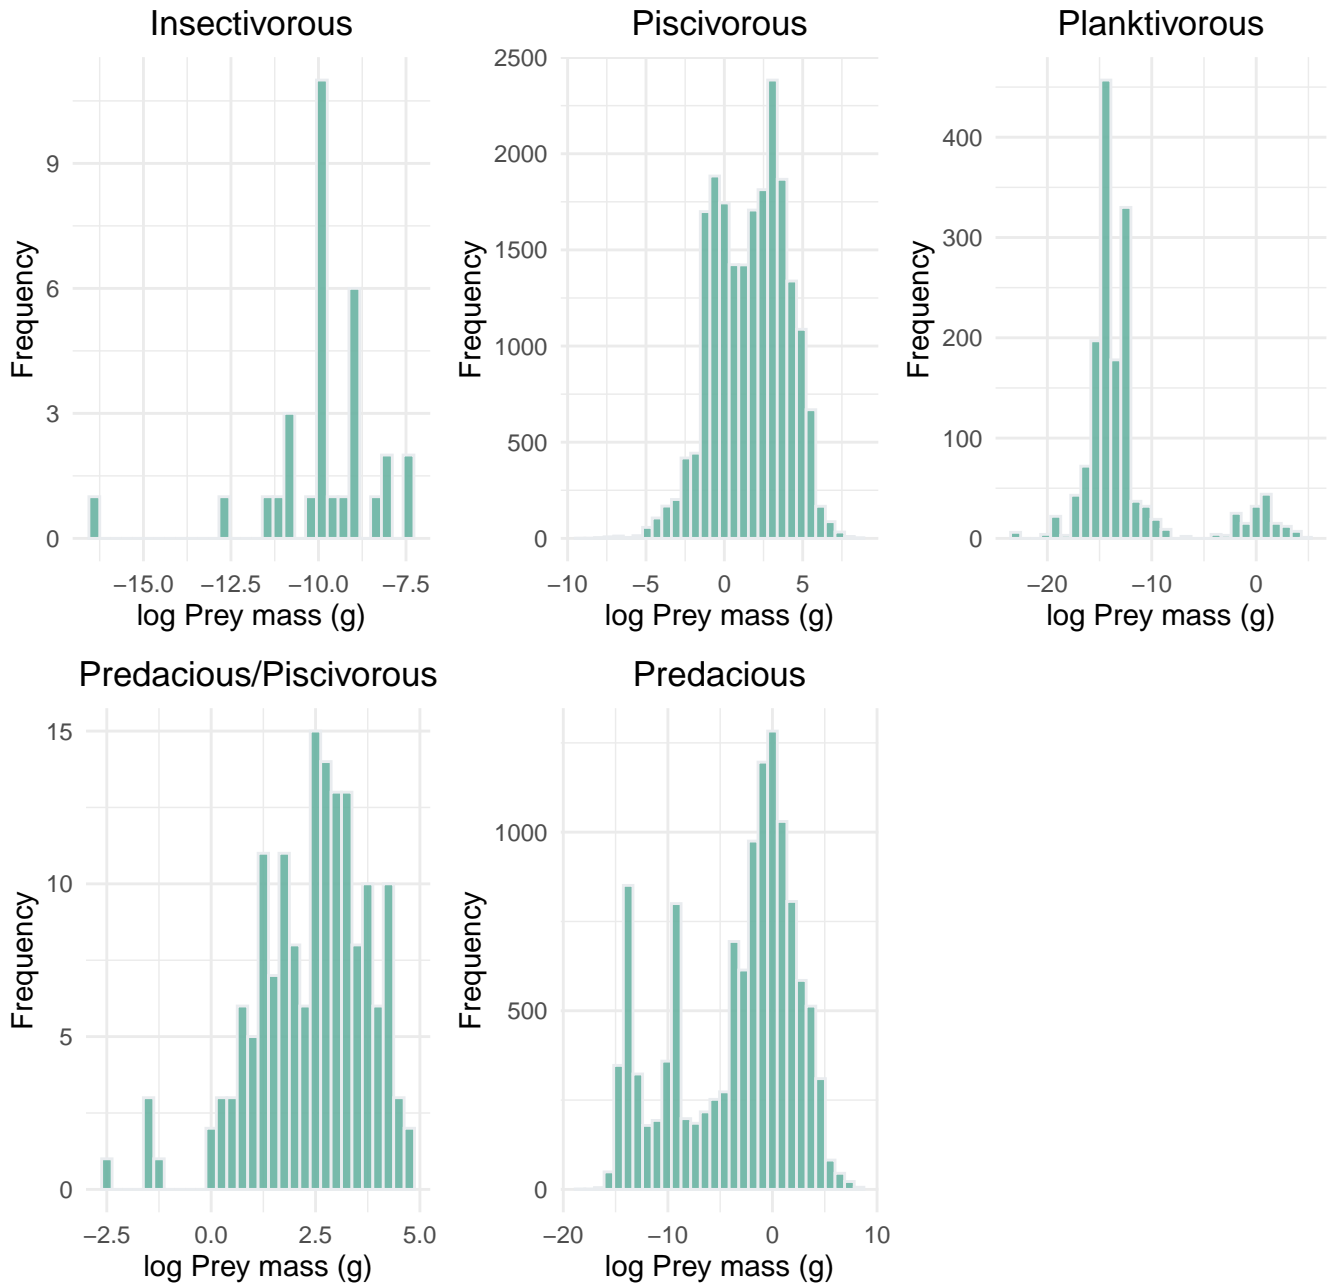 Insectivorous
Frequency
9
6
3
0
−15.0 −12.5 −10.0 −7.5
log Prey mass (g)
Piscivorous
Frequency
2500
2000
1500
1000
500
0
−10 −5 0 5
log Prey mass (g)
Planktivorous
Frequency
400
300
200
100
0
−20 −10 0
log Prey mass (g)
Predacious/Piscivorous
Frequency
15
10
5
0
−2.5 0.0 2.5 5.0
log Prey mass (g)
Predacious
Frequency
1000
500
0
−20 −10 0 10
log Prey mass (g)